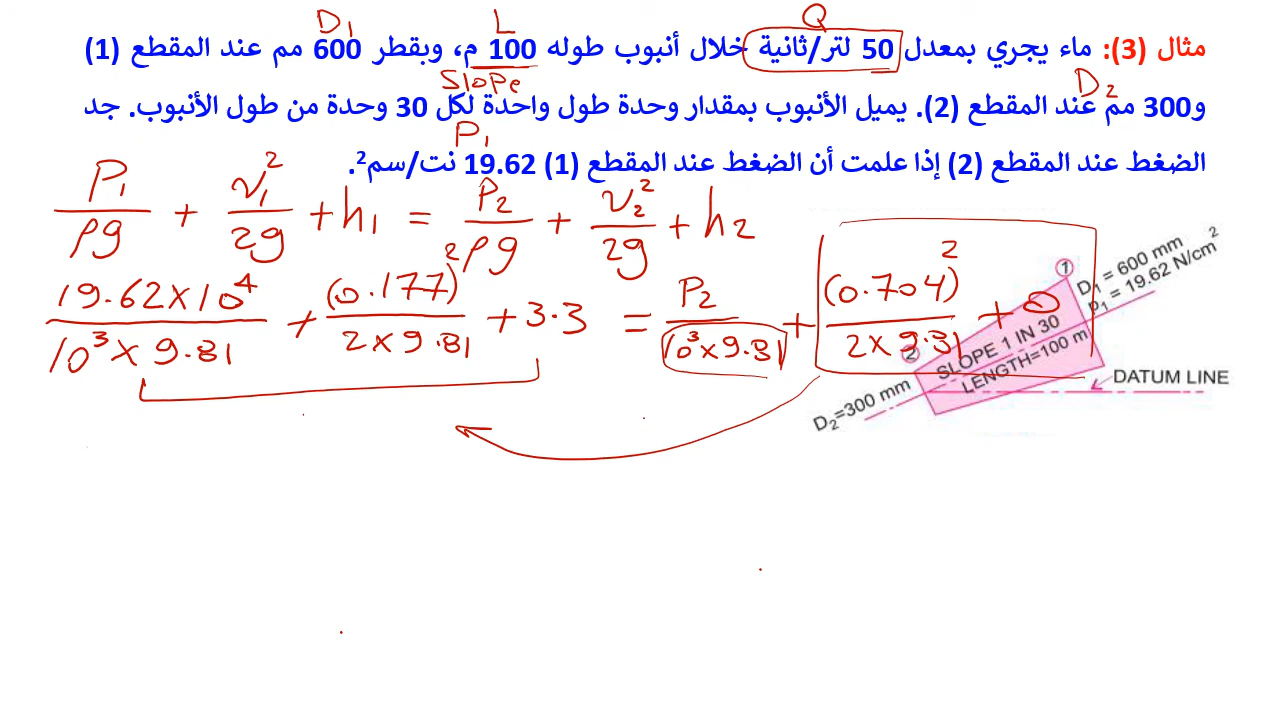 D₁ L Q
مثال (3): ماء يجري بمعدل 50 لتر/ثانية خلال أنبوب طوله 100 م، وبقطر 600 مم عند المقطع (1)
Slope D₂
و300 مم عند المقطع (2). يميل الأنبوب بمقدار وحدة طول واحدة لكل 30 وحدة من طول الأنبوب. جد
P₁
الضغط عند المقطع (2) إذا علمت أن الضغط عند المقطع (1) 19.62 نت/سم².
P₁/ρg + v₁²/2g + h₁ = P₂/ρg + v₂²/2g + h₂
19.62×10⁴/10³×9.81 + (0.177)²/2×9.81 + 3.3 = P₂/10³×9.81 + (0.704)²/2×9.81 + 0
①
D₁ = 600 mm
p₁ = 19.62 N/cm²
②
SLOPE 1 IN 30
LENGTH=100 m
D₂=300 mm
DATUM LINE